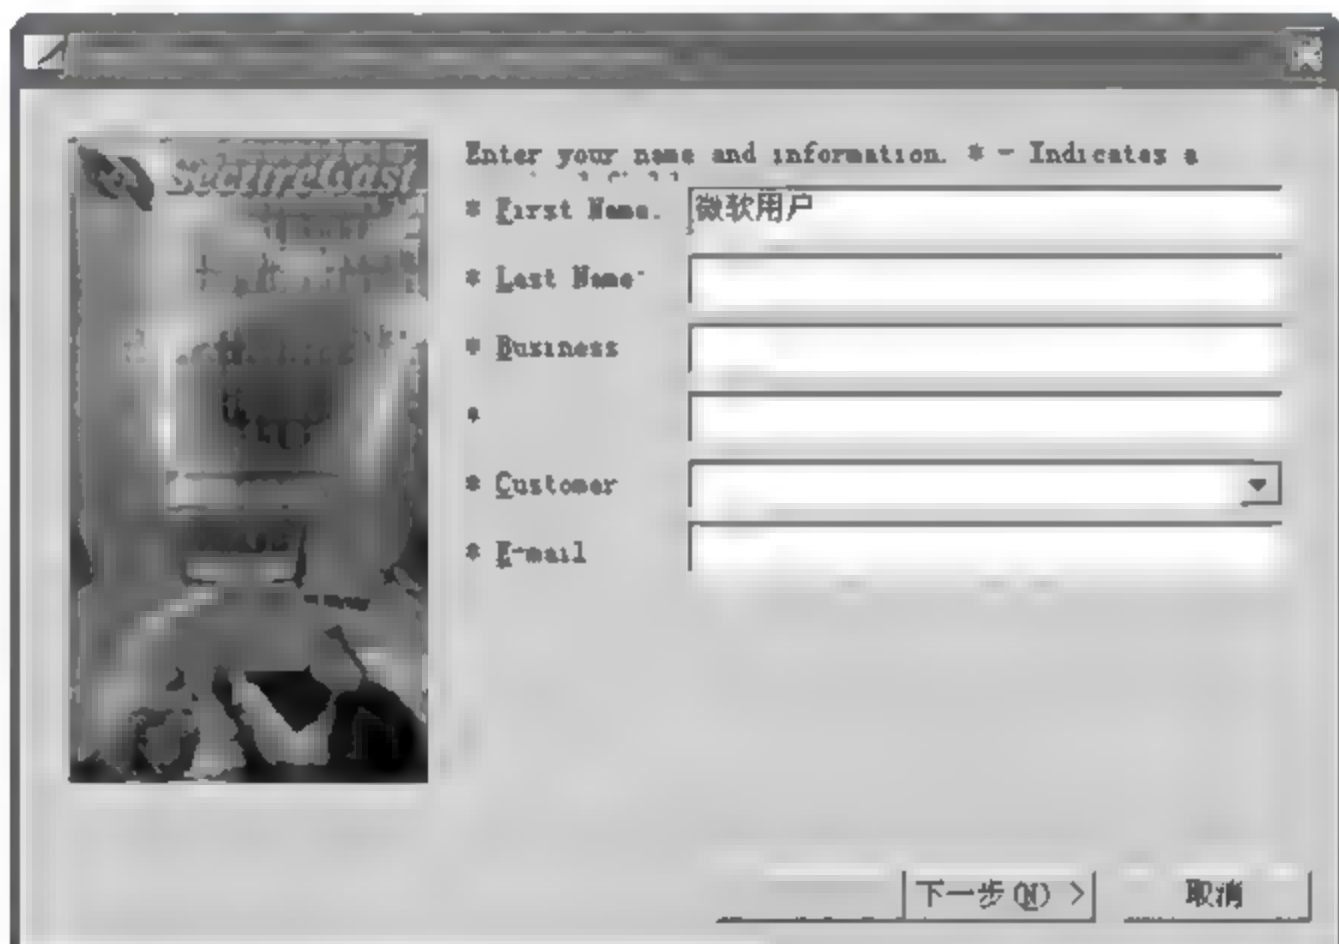 SecureCast
Enter your name and information. * - Indicates a
* First Name. 微软用户
* Last Name
* Business
*
* Customer
* E-mail
下一步(N) >
取消